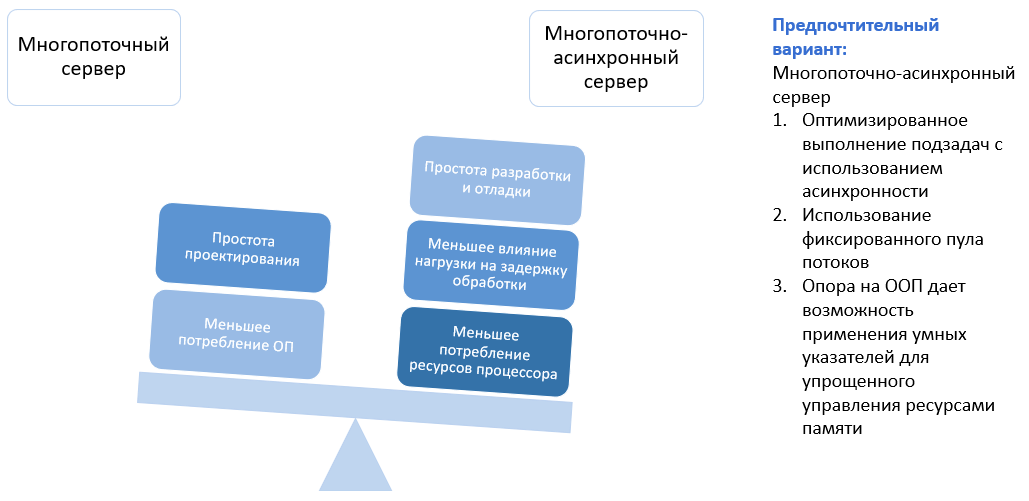 Многопоточный
сервер
Многопоточно-
асинхронный
сервер
Простота
проектирования
Меньшее
потребление ОП
Простота разработки
и отладки
Меньшее влияние
нагрузки на задержку
обработки
Меньшее
потребление
ресурсов процессора
Предпочтительный
вариант:
Многопоточно-асинхронный
сервер
1. Оптимизированное
выполнение подзадач с
использованием
асинхронности
2. Использование
фиксированного пула
потоков
3. Опора на ООП дает
возможность
применения умных
указателей для
упрощенного
управления ресурсами
памяти